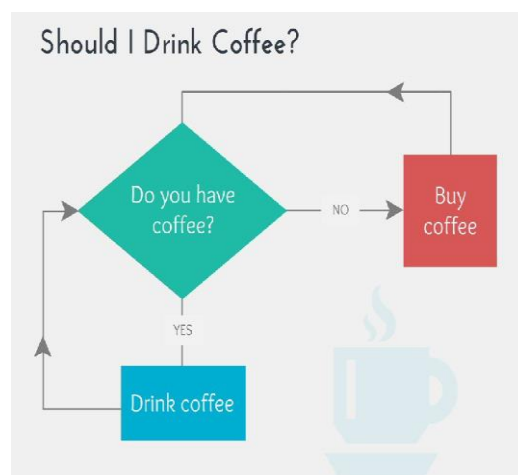 Should I Drink Coffee?
Do you have
coffee?
NO
Buy
coffee
YES
Drink coffee